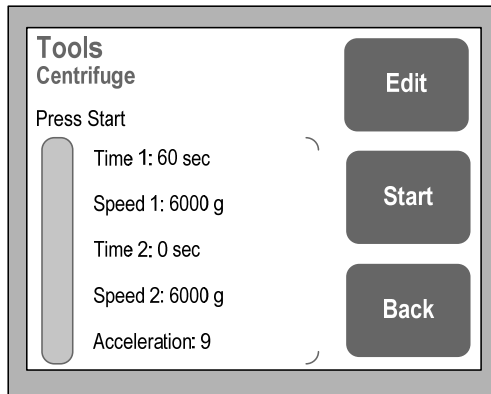 Tools
Centrifuge
Press Start
Time 1: 60 sec
Speed 1: 6000 g
Time 2: 0 sec
Speed 2: 6000 g
Acceleration: 9
Edit
Start
Back